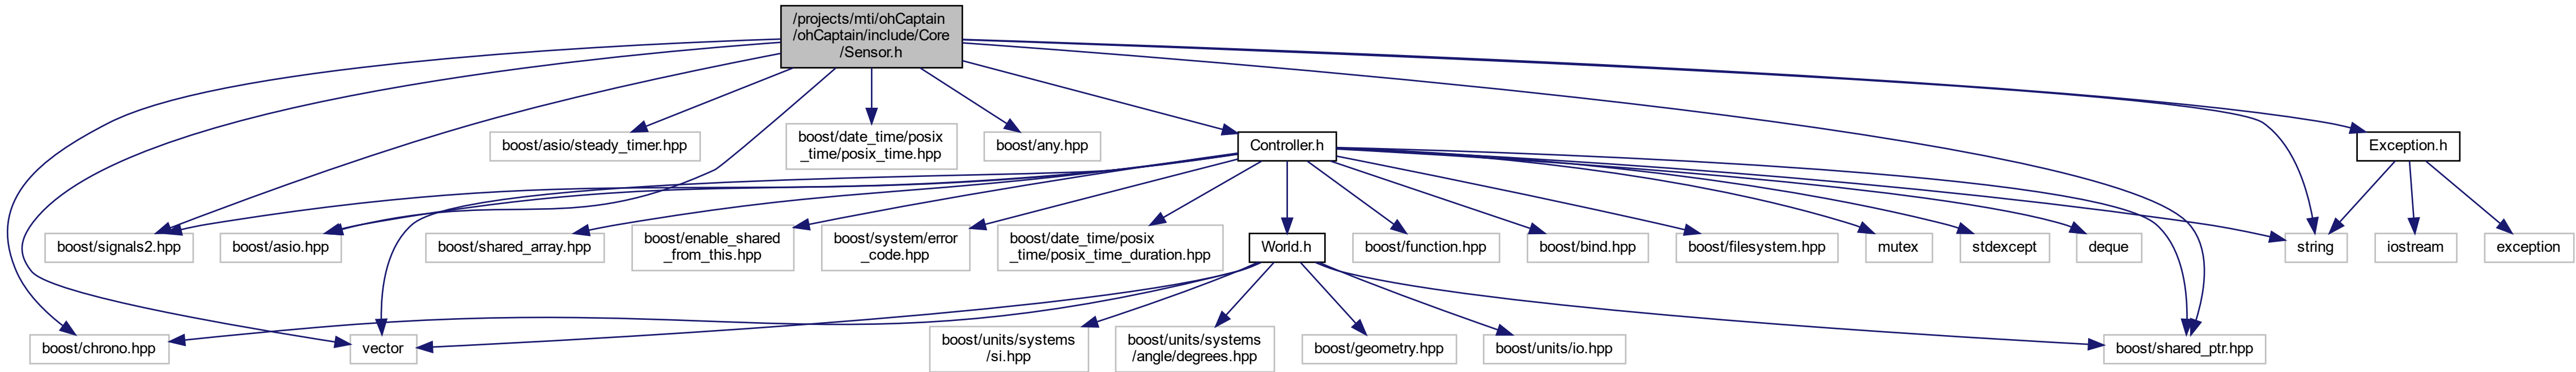 /projects/mti/ohCaptain
/ohCaptain/include/Core
/Sensor.h
boost/asio/steady_timer.hpp
boost/date_time/posix
_time/posix_time.hpp
boost/any.hpp
Controller.h
Exception.h
boost/signals2.hpp
boost/asio.hpp
boost/shared_array.hpp
boost/enable_shared
_from_this.hpp
boost/system/error
_code.hpp
boost/date_time/posix
_time/posix_time_duration.hpp
World.h
boost/function.hpp
boost/bind.hpp
boost/filesystem.hpp
mutex
stdexcept
deque
string
iostream
exception
boost/chrono.hpp
vector
boost/units/systems
/si.hpp
boost/units/systems
/angle/degrees.hpp
boost/geometry.hpp
boost/units/io.hpp
boost/shared_ptr.hpp